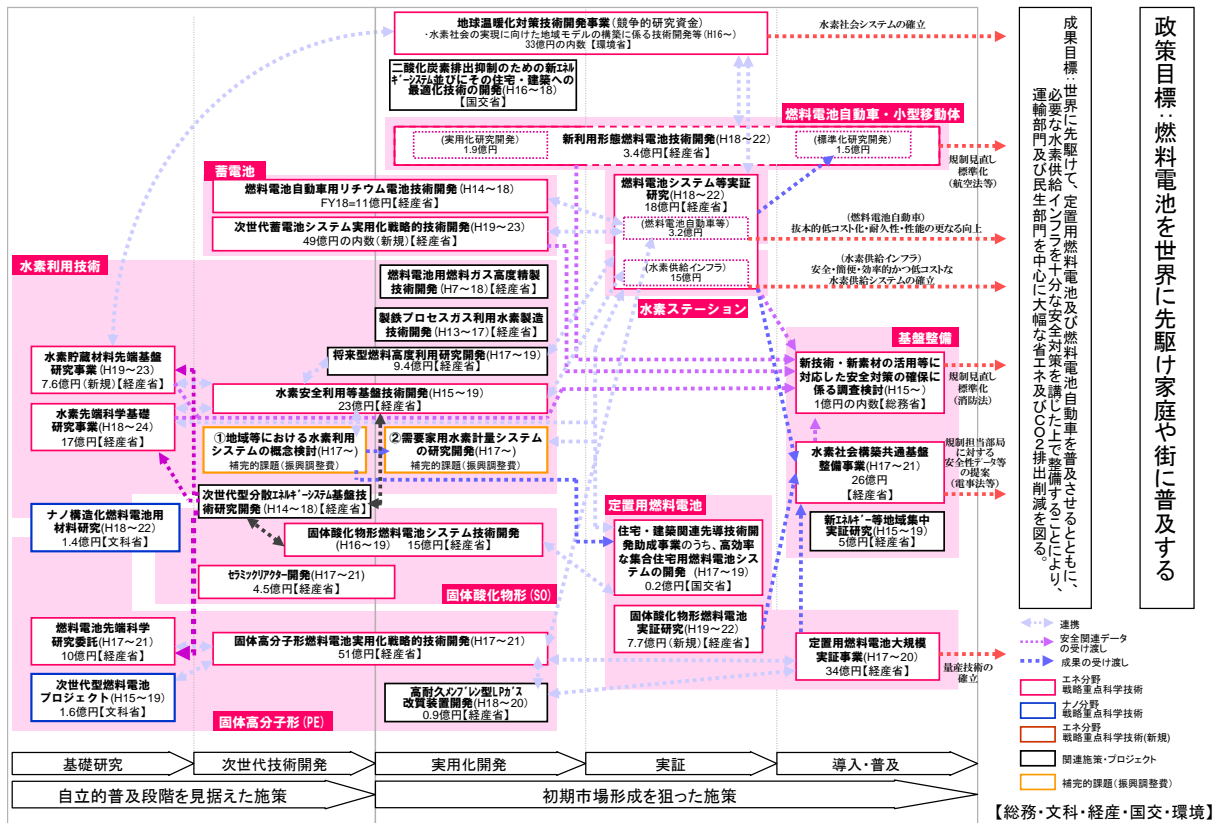 地球温暖化対策技術開発事業(競争的研究資金)
・水素社会の実現に向けた地域モデルの構築に係る技術開発等(H16～)
33億円の内数 【環境省】
水素社会システムの確立
二酸化炭素排出抑制のための新エネル
ギーシステム並びにその住宅・建築への
最適化技術の開発(H16～18)
【国交省】
燃料電池自動車・小型移動体
(実用化研究開発)
1.9億円
新利用形態燃料電池技術開発(H18～22)
3.4億円【経産省】
(標準化研究開発)
1.5億円
規制見直し
標準化
(航空法等)
蓄電池
燃料電池自動車用リチウム電池技術開発(H14～18)
FY18=11億円【経産省】
次世代蓄電池システム実用化戦略的技術開発(H19～23)
49億円の内数(新規)【経産省】
燃料電池システム等実証
研究(H18～22)
18億円【経産省】
(燃料電池自動車等)
3.2億円
(水素供給インフラ)
15億円
水素ステーション
(燃料電池自動車)
抜本的低コスト化・耐久性・性能の更なる向上
(水素供給インフラ)
安全・簡便・効率的かつ低コストな
水素供給システムの確立
水素利用技術
燃料電池用燃料ガス高度精製
技術開発(H7～18)【経産省】
製鉄プロセスガス利用水素製造
技術開発(H13～17)【経産省】
将来型燃料高度利用研究開発(H17～19)
9.4億円【経産省】
水素貯蔵材料先端基盤
研究事業(H19～23)
7.6億円(新規)【経産省】
水素先端科学基礎
研究事業(H18～24)
17億円【経産省】
水素安全利用等基盤技術開発(H15～19)
23億円【経産省】
①地域等における水素利用
システムの概念検討(H17～)
補完的課題(振興調整費)
②需要家用水素計量システム
の研究開発(H17～)
補完的課題(振興調整費)
基盤整備
新技術・新素材の活用等に
対応した安全対策の確保に
係る調査検討(H15～)
1億円の内数【総務省】
規制見直し
標準化
(消防法)
水素社会構築共通基盤
整備事業(H17～21)
26億円
【経産省】
規制担当部局
に対する
安全性データ等
の提案
(電事法等)
新エネルギー等地域集中
実証研究(H15～19)
5億円【経産省】
次世代型分散エネルギーシステム基盤技
術研究開発(H14～18)【経産省】
ナノ構造化燃料電池用
材料研究(H18～22)
1.4億円【文科省】
固体酸化物形燃料電池システム技術開発
(H16～19) 15億円【経産省】
セラミックリアクター開発(H17～21)
4.5億円【経産省】
固体酸化物形(SO)
定置用燃料電池
住宅・建築関連先導技術開
発助成事業のうち、高効率
な集合住宅用燃料電池シス
テムの開発 (H17～19)
0.2億円【国交省】
固体酸化物形燃料電池
実証研究(H19～22)
7.7億円(新規)【経産省】
定置用燃料電池大規模
実証事業(H17～20)
34億円【経産省】
量産技術の
確立
燃料電池先端科学
研究委託(H17～21)
10億円【経産省】
次世代型燃料電池
プロジェクト(H15～19)
1.6億円【文科省】
固体高分子形燃料電池実用化戦略的技術開発(H17～21)
51億円【経産省】
高耐久メンブレン型LPガス
改質装置開発(H18～20)
0.9億円【経産省】
固体高分子形(PE)
基礎研究
次世代技術開発
実用化開発
実証
導入・普及
自立的普及段階を見据えた施策
初期市場形成を狙った施策
成果目標:世界に先駆けて、定置用燃料電池及び燃料電池自動車を普及させるとともに、
必要な水素供給インフラを十分な安全対策を講じた上で整備することにより、
運輸部門及び民生部門を中心に大幅な省エネ及びCO2排出削減を図る。
政策目標:燃料電池を世界に先駆け家庭や街に普及する
連携
安全関連データ
の受け渡し
成果の受け渡し
エネ分野
戦略重点科学技術
ナノ分野
戦略重点科学技術
エネ分野
戦略重点科学技術(新規)
関連施策・プロジェクト
補完的課題(振興調整費)
【総務・文科・経産・国交・環境】